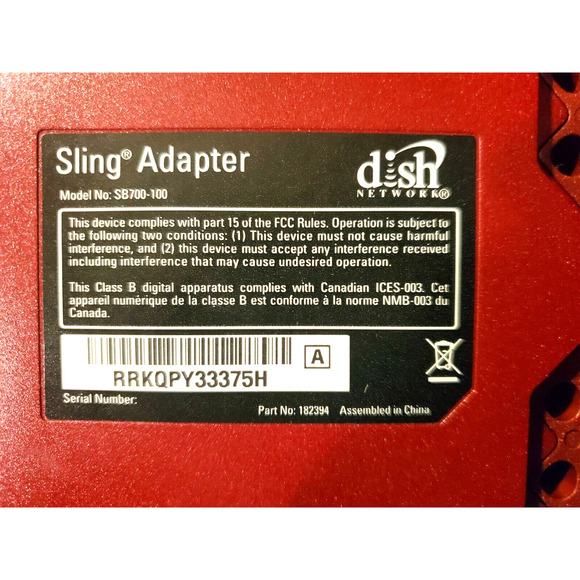 Sling® Adapter
dish
NETWORK®
Model No: SB700-100
This device complies with part 15 of the FCC Rules. Operation is subject to
the following two conditions: (1) This device must not cause harmful
interference, and (2) this device must accept any interference received
including interference that may cause undesired operation.
This Class B digital apparatus complies with Canadian ICES-003. Cet
appareil numérique de la classe B est conforme à la norme NMB-003 du
Canada.
A
RRKQPY33375H
Serial Number:
Part No: 182394 Assembled in China